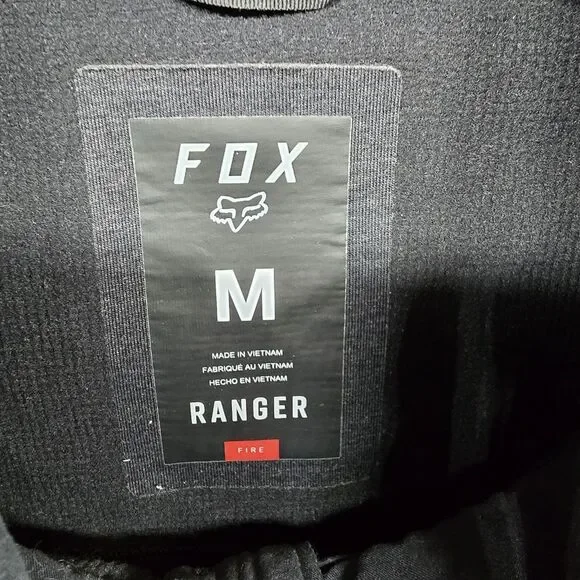 FOX
M
MADE IN VIETNAM
FABRIQUÉ AU VIETNAM
HECHO EN VIETNAM
RANGER
FIRE